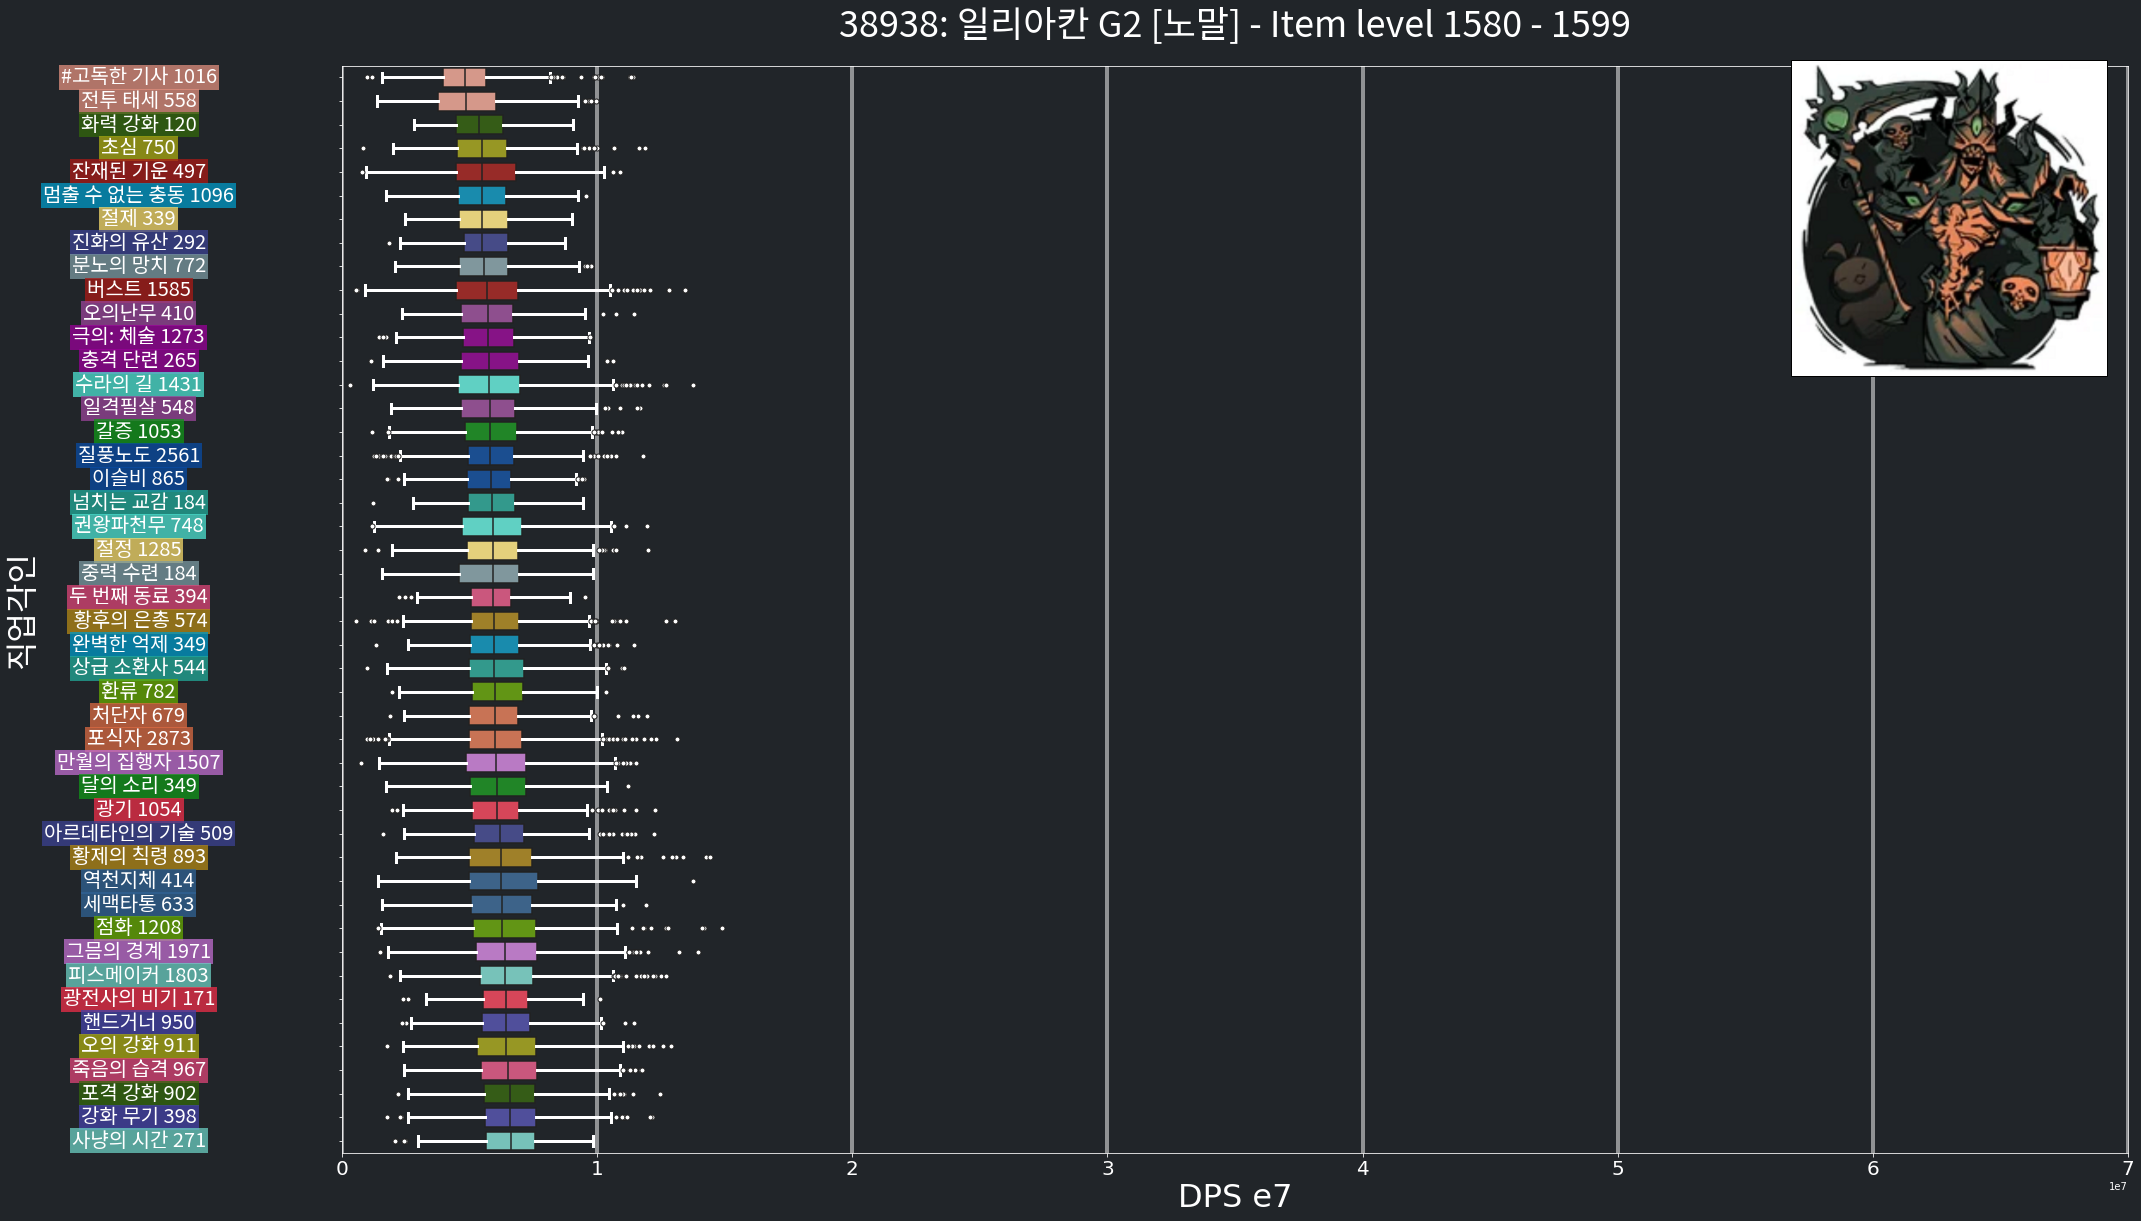 38938: 일리아칸 G2 [노말] - Item level 1580 - 1599
#고독한 기사 1016
전투 태세 558
화력 강화 120
초심 750
잔재된 기운 497
멈출 수 없는 충동 1096
절제 339
진화의 유산 292
분노의 망치 772
버스트 1585
오의난무 410
극의: 체술 1273
충격 단련 265
수라의 길 1431
일격필살 548
갈증 1053
질풍노도 2561
이슬비 865
넘치는 교감 184
권왕파천무 748
절정 1285
중력 수련 184
두 번째 동료 394
황후의 은총 574
완벽한 억제 349
상급 소환사 544
환류 782
처단자 679
포식자 2873
만월의 집행자 1507
달의 소리 349
광기 1054
아르데타인의 기술 509
황제의 칙령 893
역천지체 414
세맥타통 633
점화 1208
그믐의 경계 1971
피스메이커 1803
광전사의 비기 171
핸드거너 950
오의 강화 911
죽음의 습격 967
포격 강화 902
강화 무기 398
사냥의 시간 271
직업각인
0 1 2 3 4 5 6 7
1e7
DPS e7